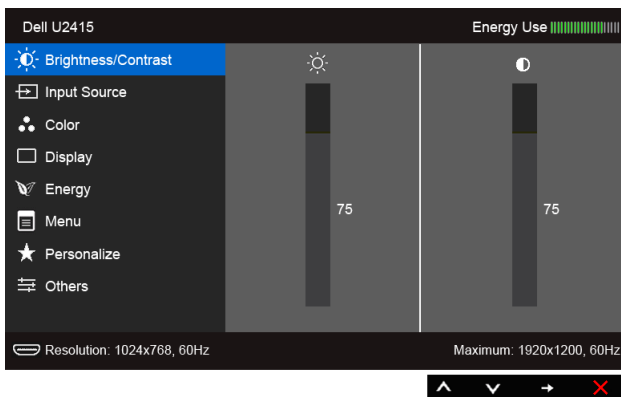 Dell U2415 Energy Use
Brightness/Contrast
Input Source
Color
Display
Energy
75 75
Menu
Personalize
Others
Resolution: 1024x768, 60Hz Maximum: 1920x1200, 60Hz